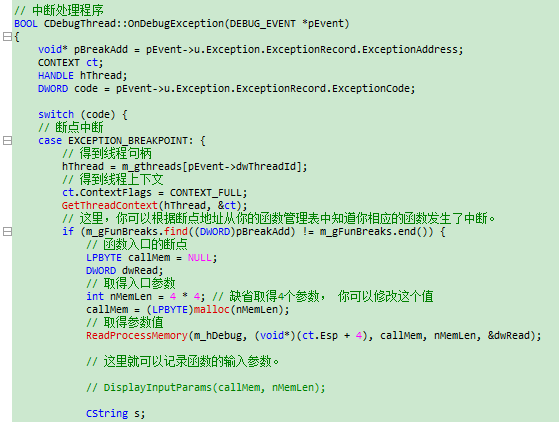 // 中断处理程序
BOOL CDebugThread::OnDebugException(DEBUG_EVENT *pEvent)
{
    void* pBreakAdd = pEvent->u.Exception.ExceptionRecord.ExceptionAddress;
    CONTEXT ct;
    HANDLE hThread;
    DWORD code = pEvent->u.Exception.ExceptionRecord.ExceptionCode;

    switch (code) {
    // 断点中断
    case EXCEPTION_BREAKPOINT: {
        // 得到线程句柄
        hThread = m_gthreads[pEvent->dwThreadId];
        // 得到线程上下文
        ct.ContextFlags = CONTEXT_FULL;
        GetThreadContext(hThread, &ct);
        // 这里，你可以根据断点地址从你的函数管理表中知道你相应的函数发生了中断。
        if (m_gFunBreaks.find((DWORD)pBreakAdd) != m_gFunBreaks.end()) {
            // 函数入口的断点
            LPBYTE callMem = NULL;
            DWORD dwRead;
            // 取得入口参数
            int nMemLen = 4 * 4; // 缺省取得4个参数， 你可以修改这个值
            callMem = (LPBYTE)malloc(nMemLen);
            // 取得参数值
            ReadProcessMemory(m_hDebug, (void*)(ct.Esp + 4), callMem, nMemLen, &dwRead);

            // 这里就可以记录函数的输入参数。

            // DisplayInputParams(callMem, nMemLen);

            CString s;